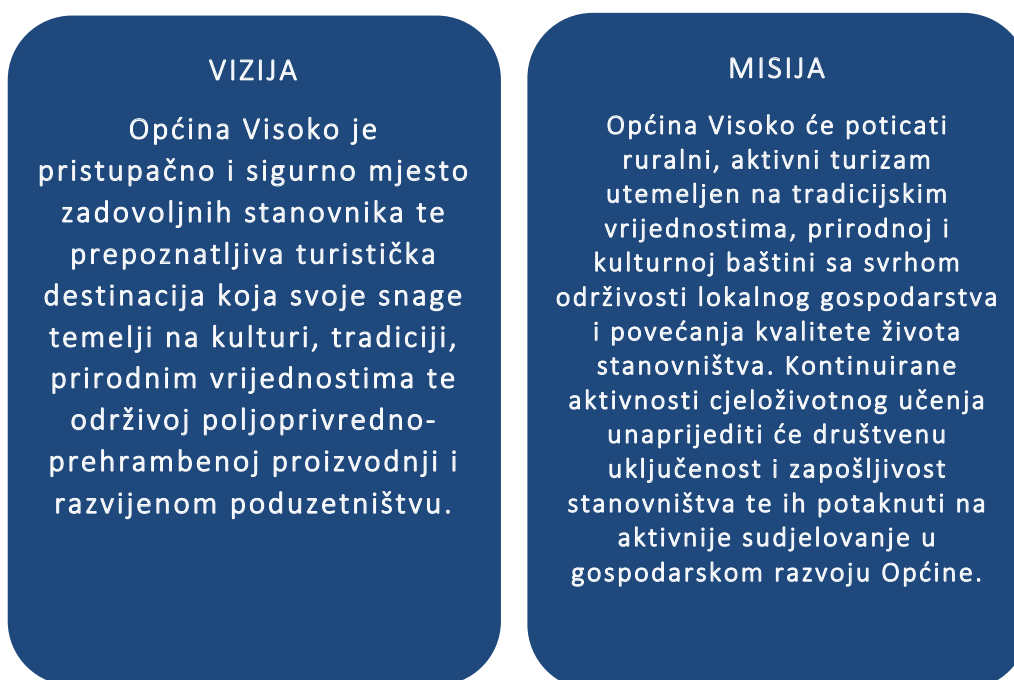 VIZIJA
Općina Visoko je
pristupačno i sigurno mjesto
zadovoljnih stanovnika te
prepoznatljiva turistička
destinacija koja svoje snage
temelji na kulturi, tradiciji,
prirodnim vrijednostima te
održivoj poljoprivredno-
prehrambenoj proizvodnji i
razvijenom poduzetništvu.
MISIJA
Općina Visoko će poticati
ruralni, aktivni turizam
utemeljen na tradicijskim
vrijednostima, prirodnoj i
kulturnoj baštini sa svrhom
održivosti lokalnog gospodarstva
i povećanja kvalitete života
stanovništva. Kontinuirane
aktivnosti cjeloživotnog učenja
unaprijediti će društvenu
uključenost i zapošljivost
stanovništva te ih potaknuti na
aktivnije sudjelovanje u
gospodarskom razvoju Općine.